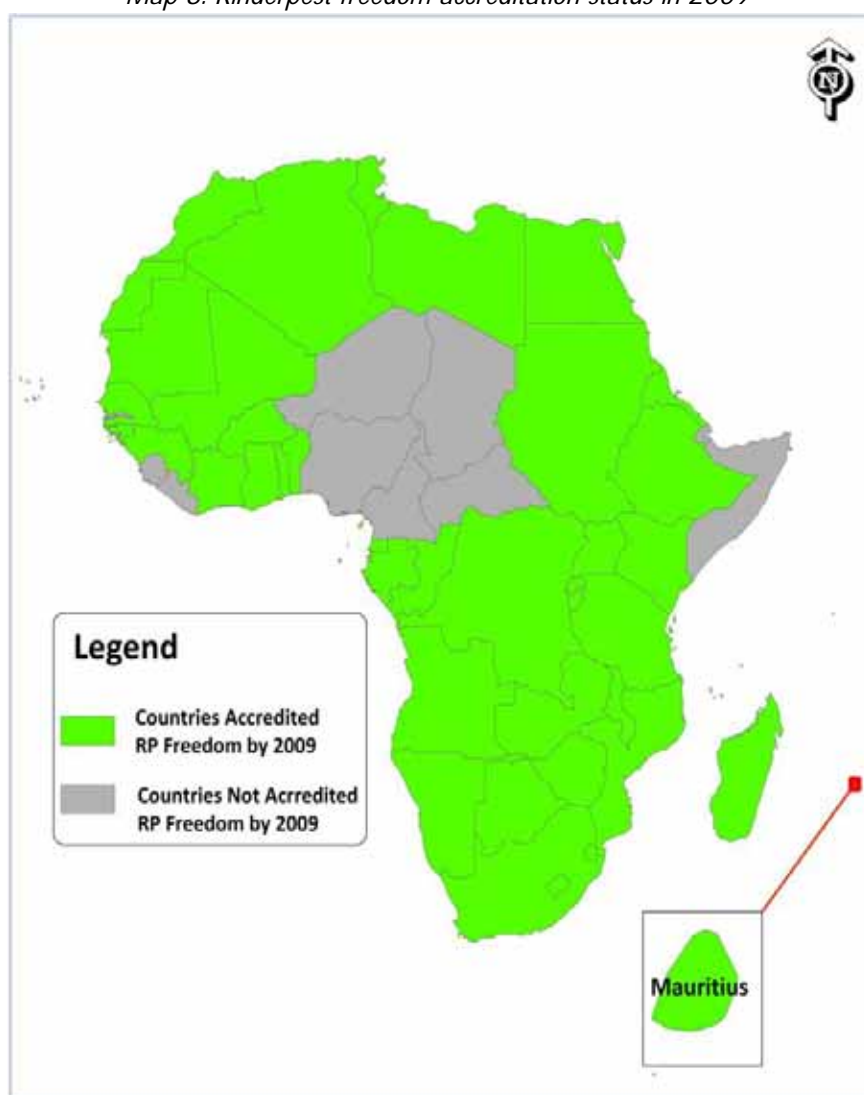 Map 3: Rinderpest freedom accreditation status in 2009
N
Legend
Countries Accredited
RP Freedom by 2009
Countries Not Acrredited
RP Freedom by 2009
Mauritius